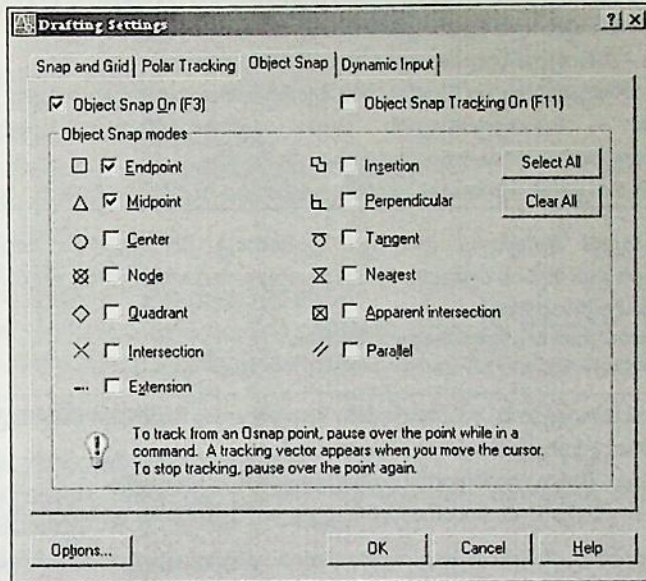 Drafting Settings
Snap and Grid Polar Tracking Object Snap Dynamic Input
Object Snap On (F3)
Object Snap Tracking On (F11)
Object Snap modes
Endpoint
Midpoint
Center
Node
Quadrant
Intersection
Extension
Insertion
Perpendicular
Tangent
Nearest
Apparent intersection
Parallel
Select All
Clear All
To track from an Osnap point, pause over the point while in a
command. A tracking vector appears when you move the cursor.
To stop tracking, pause over the point again.
Options... OK Cancel Help